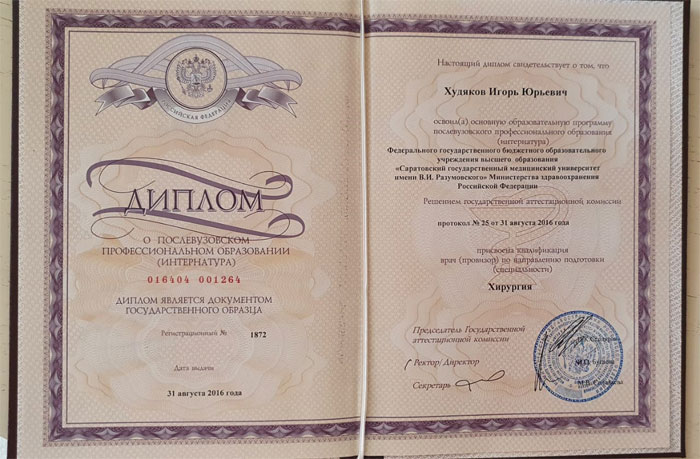 РОССИЙСКАЯ ФЕДЕРАЦИЯ
ДИПЛОМ
О ПОСЛЕВУЗОВСКОМ
ПРОФЕССИОНАЛЬНОМ ОБРАЗОВАНИИ
(ИНТЕРНАТУРА)
016404 001264
ДИПЛОМ ЯВЛЯЕТСЯ ДОКУМЕНТОМ
ГОСУДАРСТВЕННОГО ОБРАЗЦА
Регистрационный № 1872
Дата выдачи
31 августа 2016 года
Настоящий диплом свидетельствует о том, что
Худяков Игорь Юрьевич
освоил(а) основную образовательную программу
послевузовского профессионального образования
(интернатура)
Федерального государственного бюджетного образовательного
учреждения высшего образования
«Саратовский государственный медицинский университет
имени В.И. Разумовского» Министерства здравоохранения
Российской Федерации
Решением государственной аттестационной комиссии
протокол № 25 от 31 августа 2016 года
присвоена квалификация
врач (провизор) по направлению подготовки
(специальности)
Хирургия
Председатель Государственной
аттестационной комиссии
Ректор/Директор
Секретарь